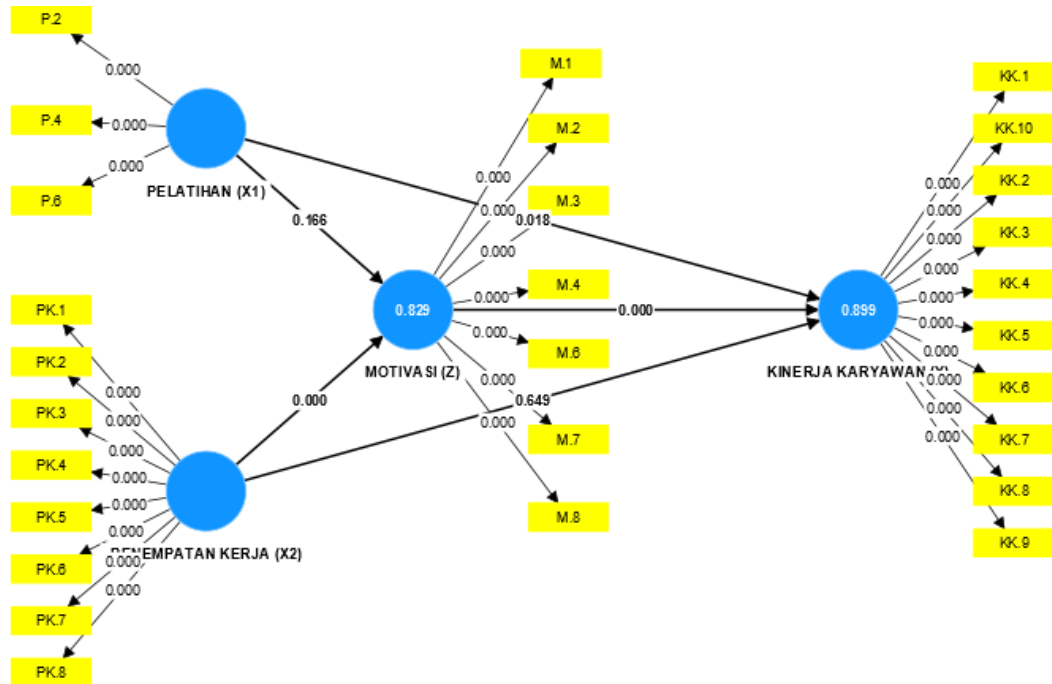 P.2
0.000
P.4
0.000
0.000
P.6
PELATIHAN (X1)
0.166
PK.1
PK.2
PK.3
PK.4
PK.5
PK.6
PK.7
PK.8
0.000
0.000
0.000
0.000
0.000
0.000
0.000
0.000
PENEMPATAN KERJA (X2)
0.000
0.829
MOTIVASI (Z)
M.1
M.2
M.3
M.4
M.6
M.7
M.8
0.000
0.000
0.000
0.000
0.000
0.000
0.000
0.018
0.000
0.649
0.899
KINERJA KARYAWAN
KK.1
KK.10
KK.2
KK.3
KK.4
KK.5
KK.6
KK.7
KK.8
KK.9
0.000
0.000
0.000
0.000
0.000
0.000
0.000
0.000
0.000
0.000